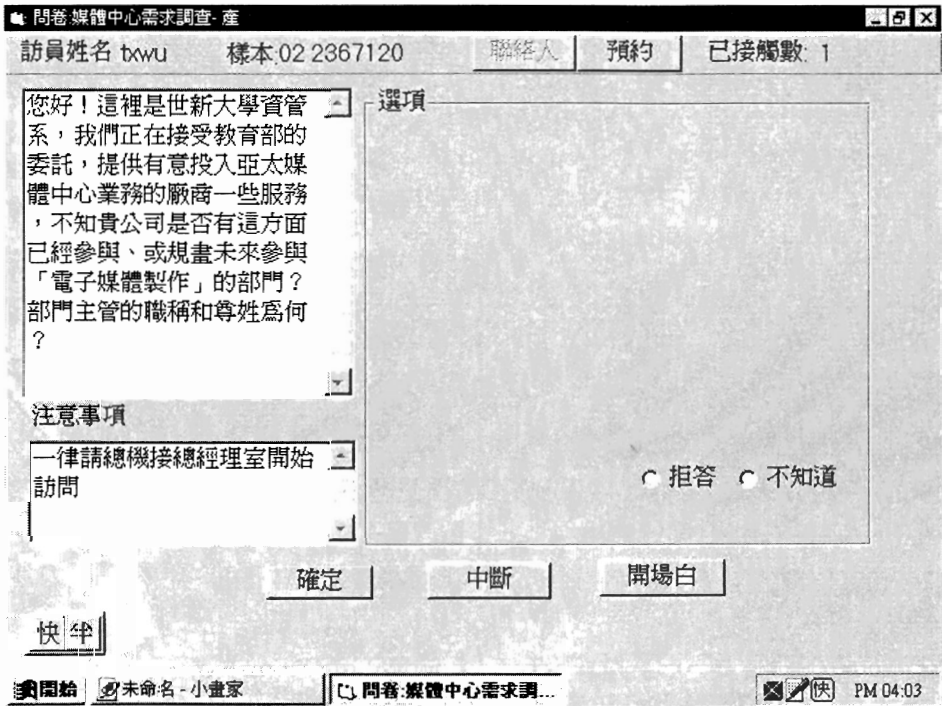 問卷:媒體中心需求調查- 產
訪員姓名 txwu 樣本:02 2367120 聯絡人 預約 已接觸數: 1
您好！這裡是世新大學資管
系，我們正在接受教育部的
委託，提供有意投入亞太媒
體中心業務的廠商一些服務
，不知貴公司是否有這方面
已經參與、或規畫未來參與
「電子媒體製作」的部門？
部門主管的職稱和尊姓為何
？
選項
拒答 不知道
注意事項
一律請總機接總經理室開始
訪問
確定 中斷 開場白
快 半
開始 未命名 - 小畫家 問卷:媒體中心需求調... 快 PM 04:03